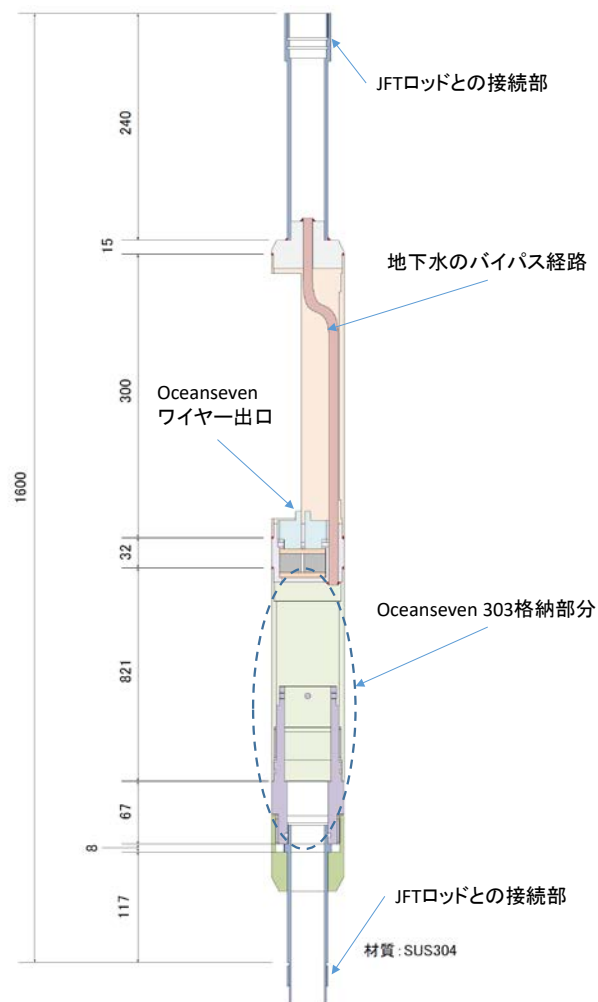 JFTロッドとの接続部
240
15
地下水のバイパス経路
300
Oceanseven
ワイヤー出口
1600
32
Oceanseven 303格納部分
821
67
8
117
JFTロッドとの接続部
材質:SUS304